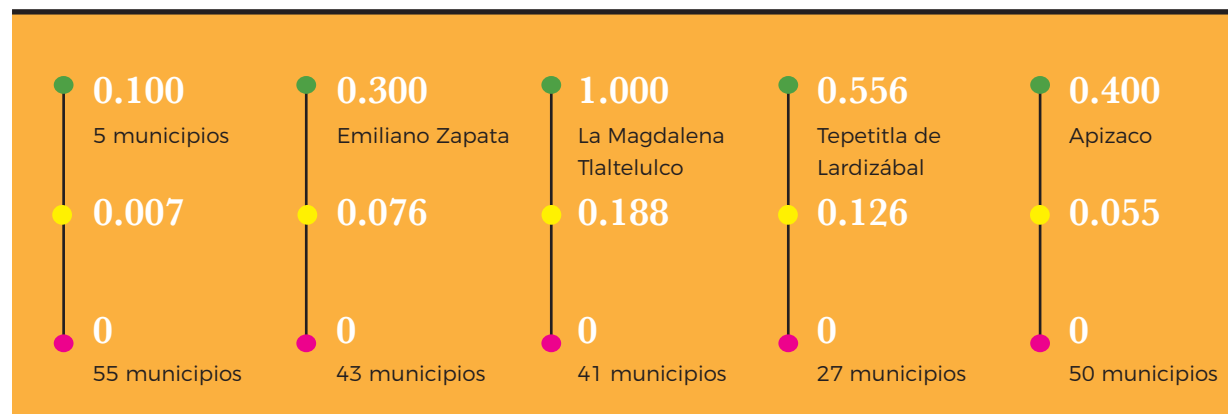 0.100
5 municipios
0.007
0
55 municipios
0.300
Emiliano Zapata
0.076
0
43 municipios
1.000
La Magdalena
Tlaltelulco
0.188
0
41 municipios
0.556
Tepetitla de
Lardizábal
0.126
0
27 municipios
0.400
Apizaco
0.055
0
50 municipios